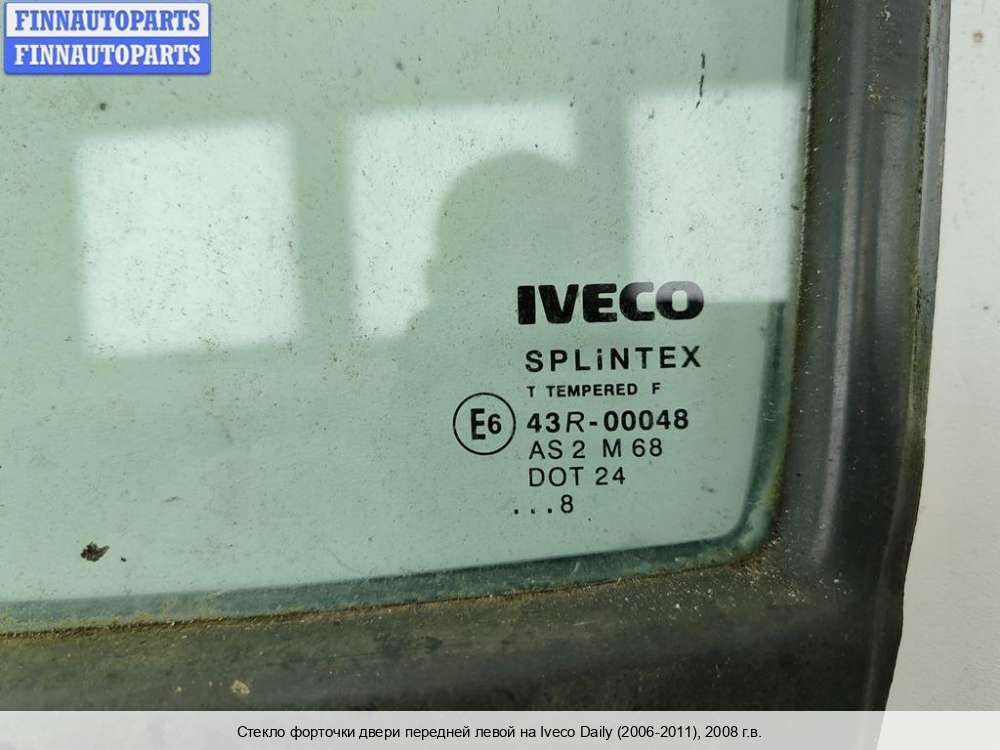 FINNAUTOPARTS
FINNAUTOPARTS
IVECO
SPLiNTEX
T TEMPERED F
E6 43R-00048
AS 2 M 68
DOT 24
...8
Стекло форточки двери передней левой на Iveco Daily (2006-2011), 2008 г.в.